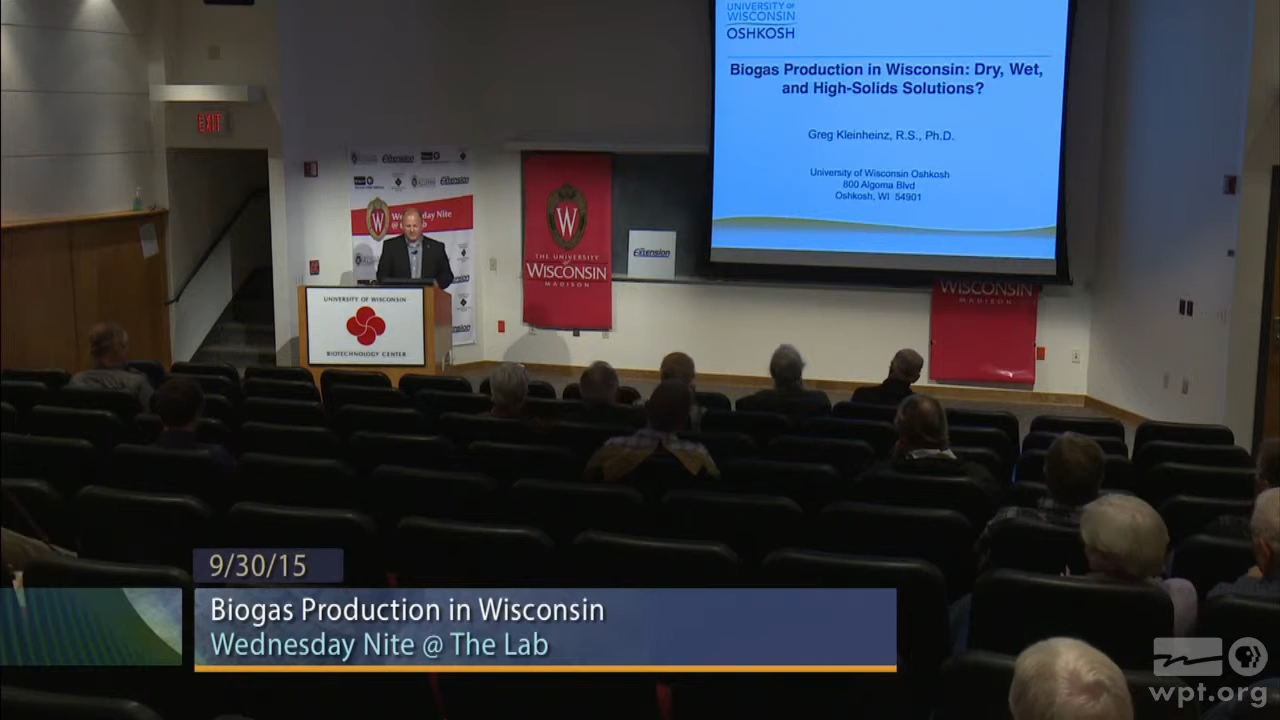 UNIVERSITY OF
WISCONSIN
OSHKOSH
Biogas Production in Wisconsin: Dry, Wet,
and High-Solids Solutions?
Greg Kleinheinz, R.S., Ph.D.
University of Wisconsin Oshkosh
800 Algoma Blvd
Oshkosh, WI 54901
EXIT
Extension
W
Wednesday Nite
@
W
THE UNIVERSITY
of
WISCONSIN
MADISON
Extension
WISCONSIN
MADISON
UNIVERSITY OF WISCONSIN
BIOTECHNOLOGY CENTER
9/30/15
Biogas Production in Wisconsin
Wednesday Nite @ The Lab
wpt.org